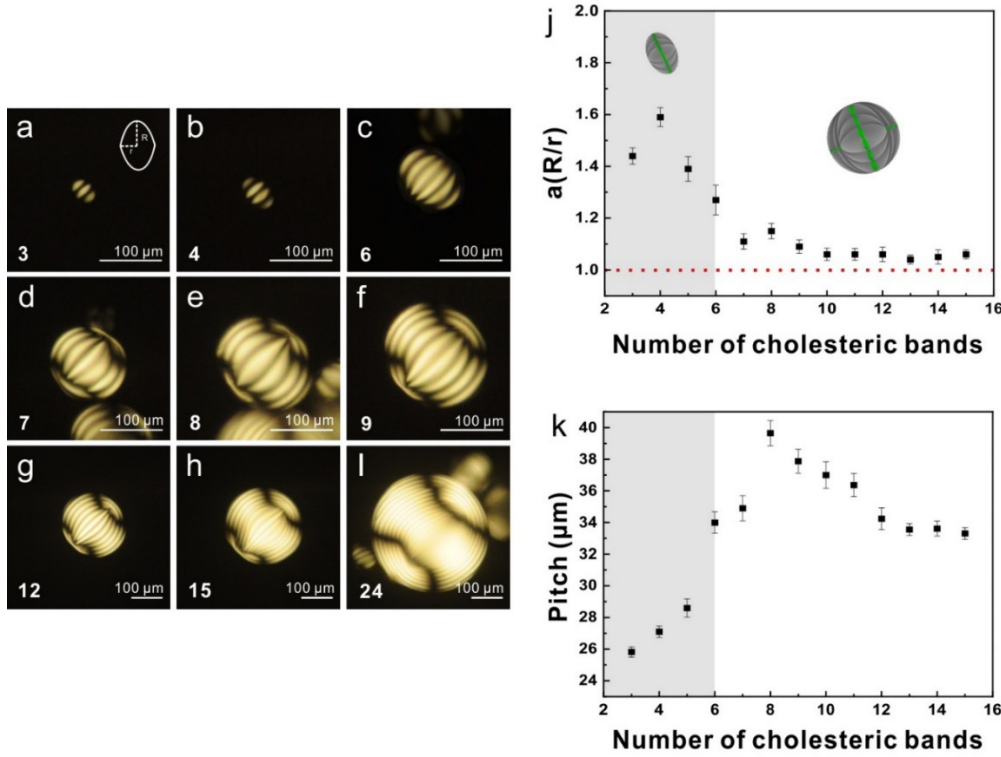 a
R
r
3
100 µm
b
4
100 µm
c
6
100 µm
d
7
100 µm
e
8
100 µm
f
9
100 µm
g
12
100 µm
h
15
100 µm
I
24
100 µm
j
a(R/r)
2.0
1.8
1.6
1.4
1.2
1.0
2 4 6 8 10 12 14 16
Number of cholesteric bands
k
Pitch (µm)
40
38
36
34
32
30
28
26
24
2 4 6 8 10 12 14 16
Number of cholesteric bands